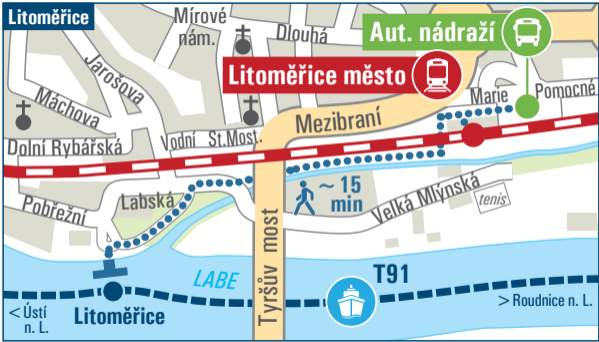 Litoměřice
Mírové
nám.
Dlouhá
Aut. nádraží
Jarošova
Litoměřice město
Máchova
Marie
Pomocné
Mezibraní
Vodní
St.Most.
Dolní Rybářská
Labská
~ 15
min
Velká Mlýnská
tenis
Pobřežní
Tyršův most
LABE
T91
< Ústí
n. L.
Litoměřice
> Roudnice n. L.